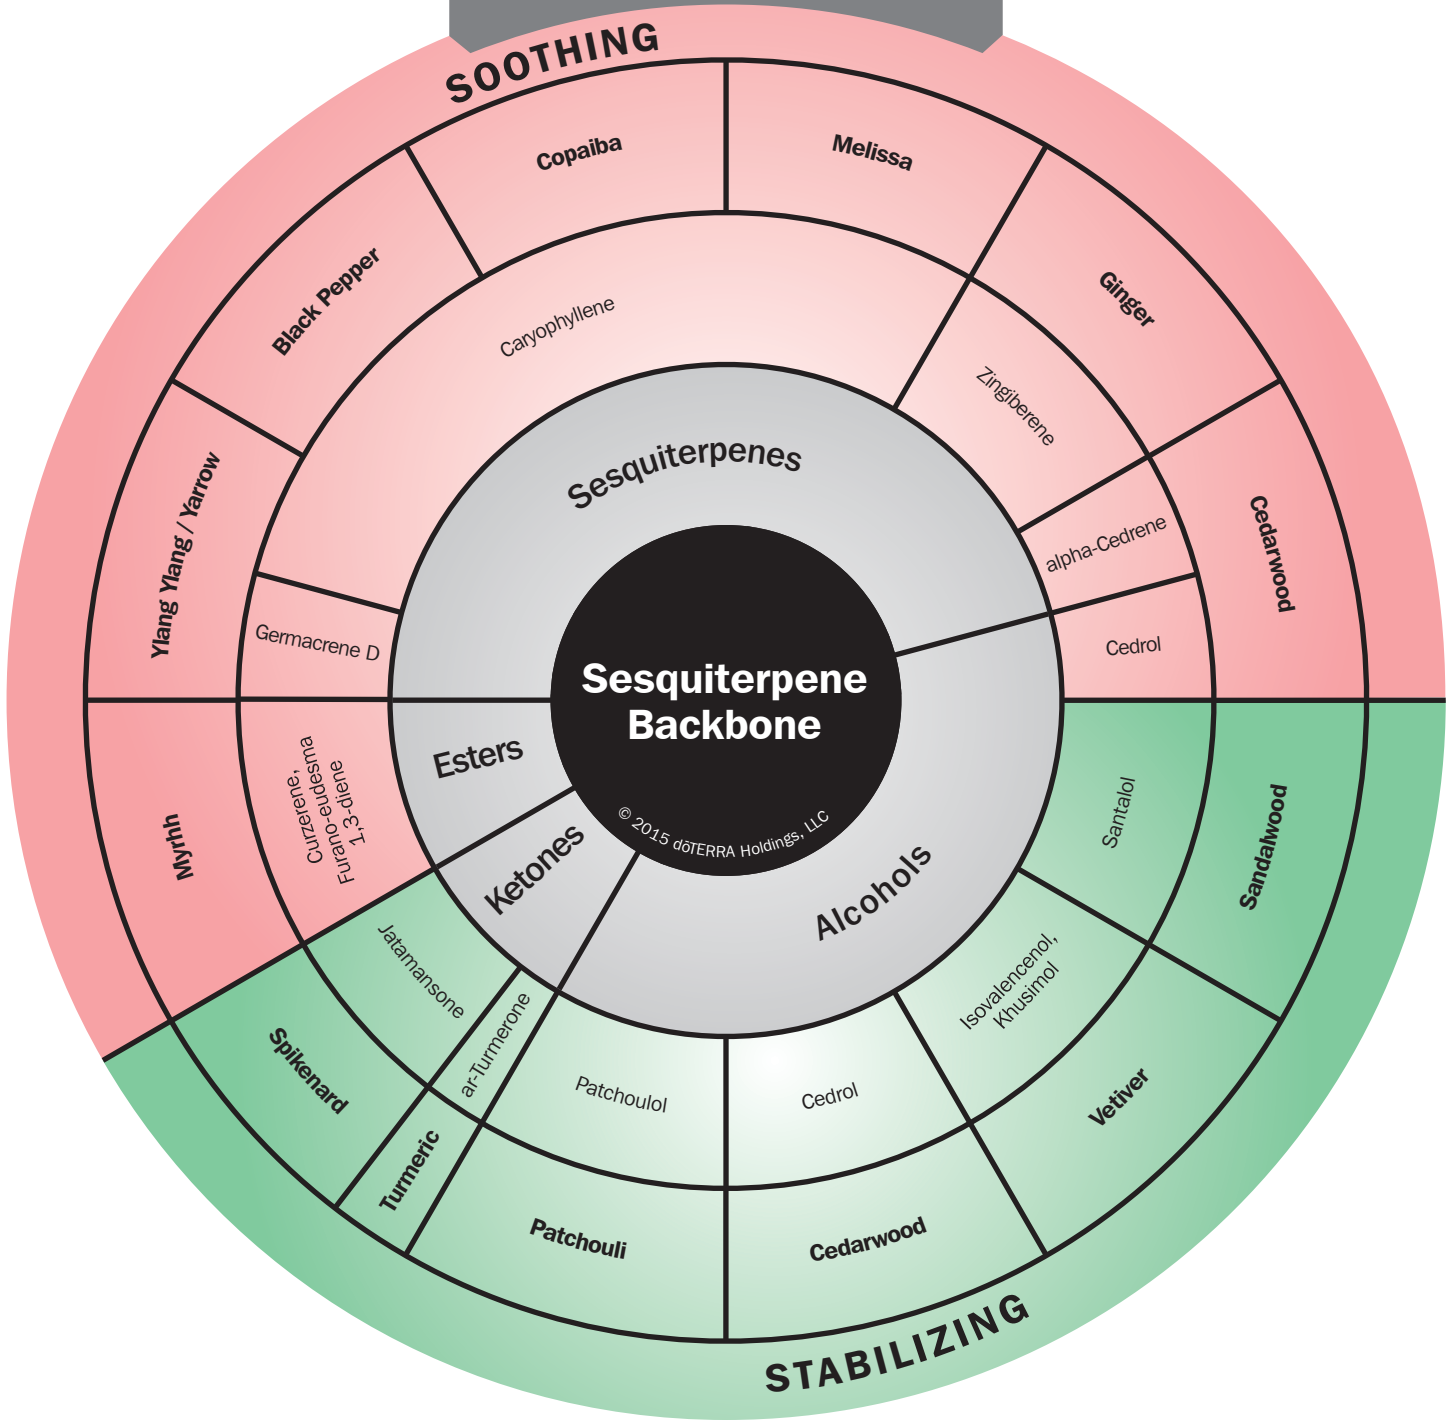 SOOTHING
Copaiba
Melissa
Ginger
Cedarwood
Black Pepper
Ylang Ylang / Yarrow
Myrhh
Caryophyllene
Zingiberene
alpha-Cedrene
Cedrol
Germacrene D
Curzerene,
Furano-eudesma
1,3-diene
Sesquiterpenes
Esters
Ketones
Alcohols
Sesquiterpene
Backbone
© 2015 dōTERRA Holdings, LLC
Santalol
Isovalencenol,
Khusimol
Cedrol
Patchoulol
ar-Turmerone
Jatamansone
Sandalwood
Vetiver
Cedarwood
Patchouli
Turmeric
Spikenard
STABILIZING